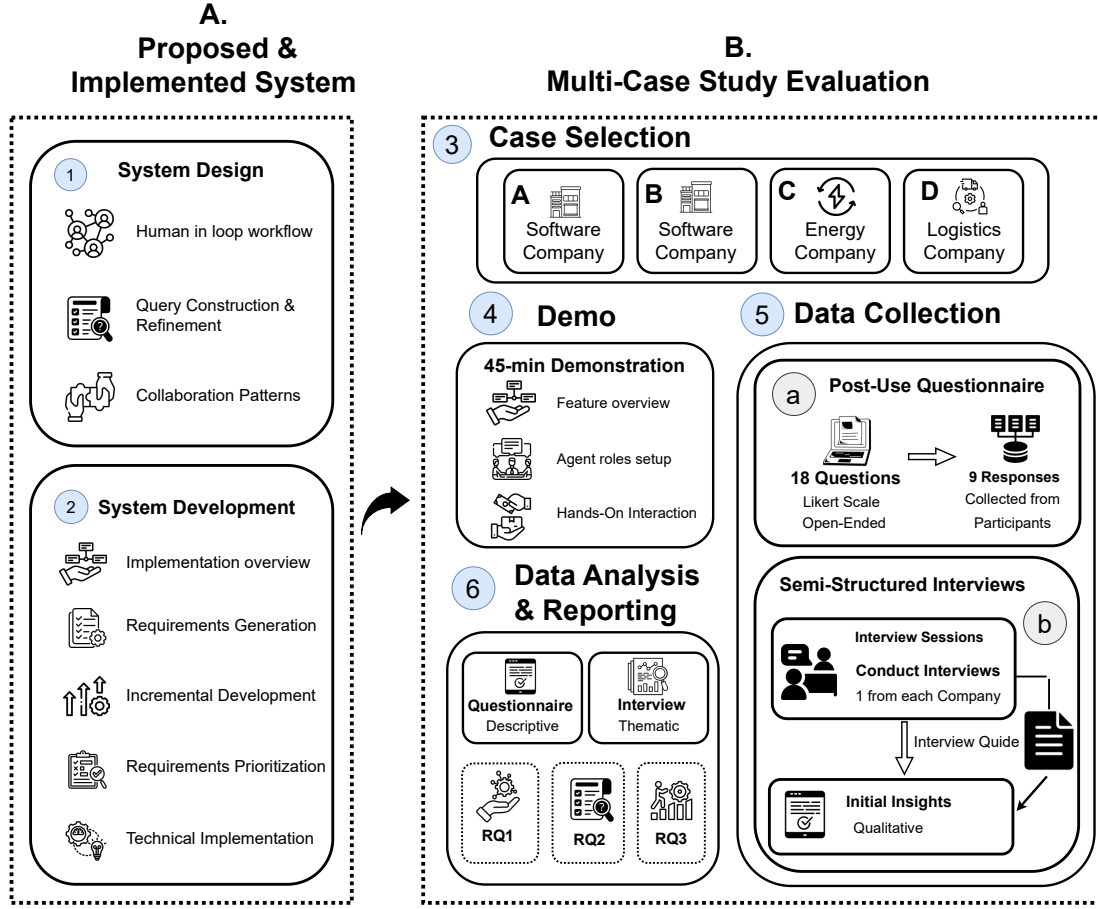 A.
Proposed &
Implemented System
1
System Design
Human in loop workflow
Query Construction &
Refinement
Collaboration Patterns
2
System Development
Implementation overview
Requirements Generation
Incremental Development
Requirements Prioritization
Technical Implementation
B.
Multi-Case Study Evaluation
3
Case Selection
A
Software
Company
B
Software
Company
C
Energy
Company
D
Logistics
Company
4
Demo
45-min Demonstration
Feature overview
Agent roles setup
Hands-On Interaction
5
Data Collection
a
Post-Use Questionnaire
18 Questions
Likert Scale
Open-Ended
9 Responses
Collected from
Participants
Semi-Structured Interviews
b
Interview Sessions
Conduct Interviews
1 from each Company
Interview Quide
Initial Insights
Qualitative
6
Data Analysis
& Reporting
Questionnaire
Descriptive
Interview
Thematic
RQ1
RQ2
RQ3